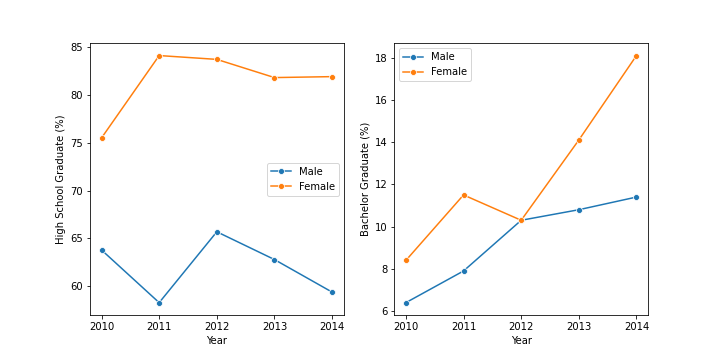 85
80
75
70
65
60
High School Graduate (%)
Male
Female
2010 2011 2012 2013 2014
Year
18
16
14
12
10
8
6
Bachelor Graduate (%)
Male
Female
2010 2011 2012 2013 2014
Year